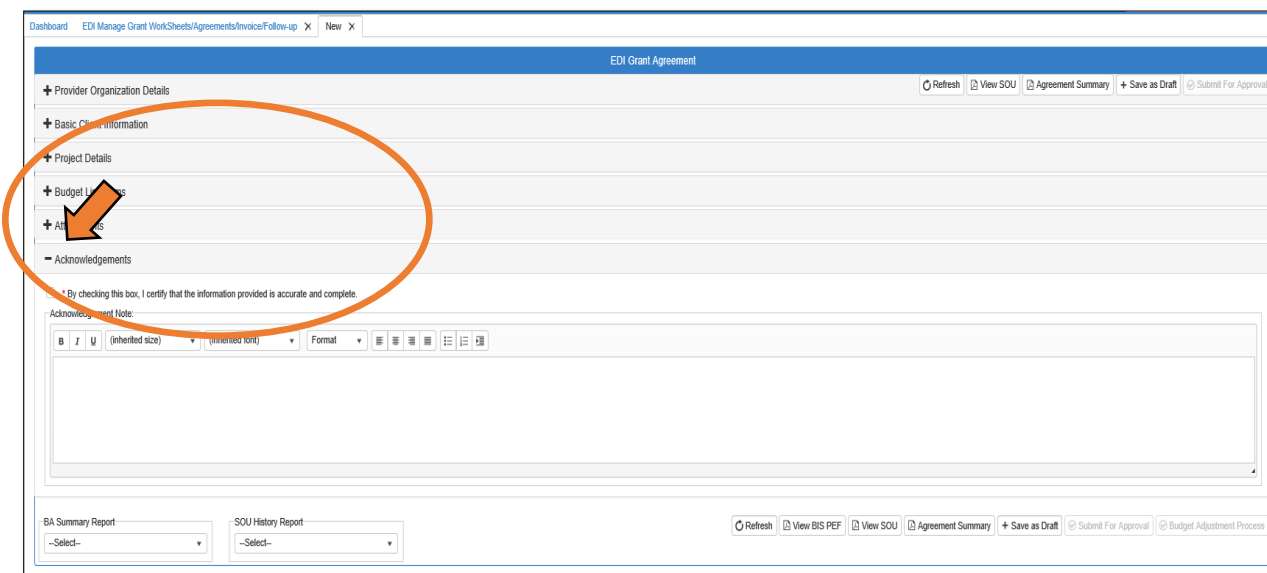 Dashboard EDI Manage Grant WorkSheets/Agreements/Invoice/Follow-up X New X
EDI Grant Agreement
Provider Organization Details Refresh View SOU Agreement Summary + Save as Draft Submit For Approval
Basic Client Information
Project Details
Budget
Acknowledgements
* By checking this box, I certify that the information provided is accurate and complete.
Acknowledgement Note:
B I U (inherited size) (inherited font) Format
BA Summary Report SOU History Report
--Select-- --Select-- Refresh View BIS PEF View SOU Agreement Summary + Save as Draft Submit For Approval Budget Adjustment Process